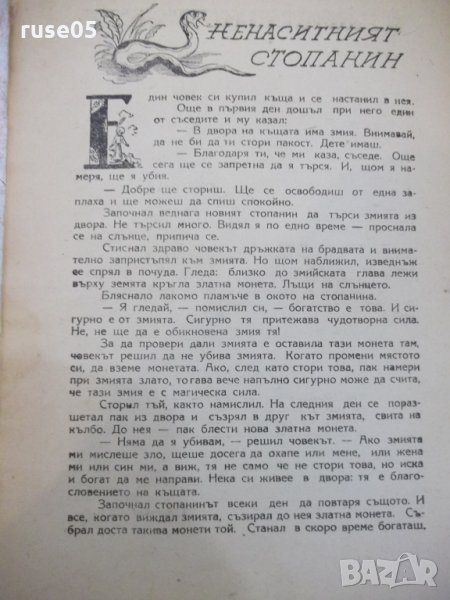 ruse05
НЕНАСИТНИЯТ
СТОПАНИН
Един човек си купил къща и се настанил в нея.
Още в първия ден дошъл при него един
от съседите и му казал:
— В двора на къщата има змия. Внимавай,
да не би да ти стори пакост. Дете имаш.
— Благодаря ти, че ми каза, съседе. Още
сега ще се запретна да я търся. И, щом я на-
меря, ще я убия.
— Добре ще сториш. Ще се освободиш от една за-
плаха и ще можеш да спиш спокойно.
Започнал веднага новият стопанин да търси змията из
двора. Не търсил много. Видял я по едно време — проснала
се на слънце, припича се.
Стиснал здраво човекът дръжката на брадвата и внима-
телно запристъпял към змията. Но щом наближил, изведнъж
ее спрял в почуда. Гледа: близко до змийската глава лежи
върху земята кръгла златна монета. Лъщи на слънцето.
Бляснало лакомо пламъче в окото на стопанина.
— Я гледай, — помислил си, — богатство е това. И си-
гурно е от змията. Сигурно тя притежава чудотворна сила.
Не, не ще да е обикновена змия тя!
За да провери дали змията е оставила тази монета там,
човекът решил да не убива змията. Когато промени мястото
си, да вземе монетата. Ако, след като стори това, пак намери
при змията злато, тогава вече напълно сигурно може да счита,
че тази змия е с магическа сила.
Сторил тъй, както намислил. На следния ден се пораз-
шетал пак из двора и съзрял в друг кът змията, свита на
кълбо. До нея — пак блести нова златна монета.
— Няма да я убивам, — решил човекът. — Ако змията
ми мислеше зло, щеше досега да охапе или мене, или жена
ми или син ми, а виж, тя не само че не стори това, но иска
и богат да ме направи. Нека си живее в двора: тя е благо-
словението на къщата.
Започнал стопанинът всеки ден да повтаря същото. И
все, когато виждал змията, съзирал до нея златна монета. Съ-
брал доста такива монети той. Станал в скоро време богаташ,
BAZAR
.bg